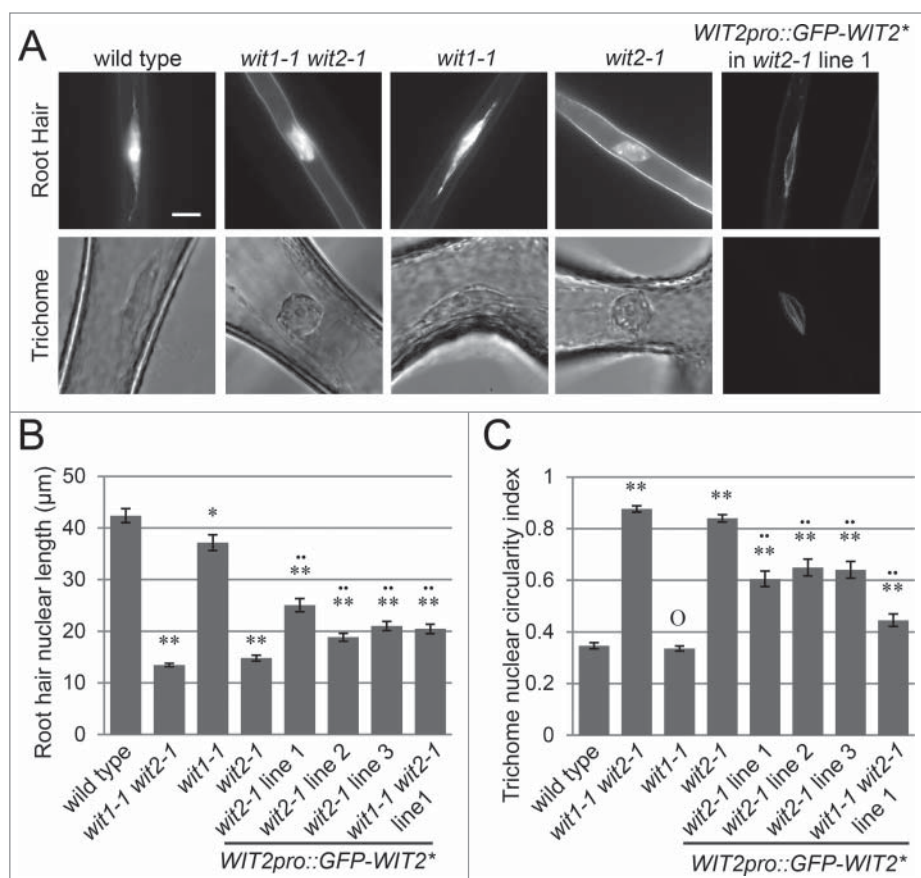 A
wild type
wit1-1 wit2-1
wit1-1
wit2-1
WIT2pro::GFP-WIT2*
in wit2-1 line 1
Root Hair
Trichome
B
Root hair nuclear length (µm)
50
40
30
20
10
0
**
*
**
••
**
••
**
••
**
••
**
wild type
wit1-1 wit2-1
wit1-1
wit2-1
wit2-1 line 1
wit2-1 line 2
wit2-1 line 3
wit1-1 wit2-1
line1
WIT2pro::GFP-WIT2*
C
Trichome nuclear circularity index
1
0.8
0.6
0.4
0.2
0
**
O
**
••
**
••
**
••
**
••
**
wild type
wit1-1 wit2-1
wit1-1
wit2-1
wit2-1 line 1
wit2-1 line 2
wit2-1 line 3
wit1-1 wit2-1
line 1
WIT2pro::GFP-WIT2*